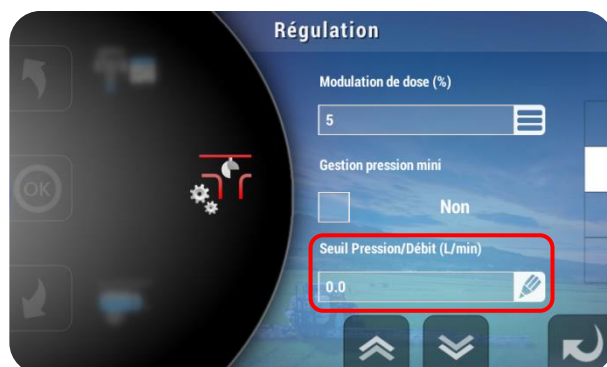 Régulation
Modulation de dose (%)
5
Gestion pression mini
Non
Seuil Pression/Débit (L/min)
0.0
OK